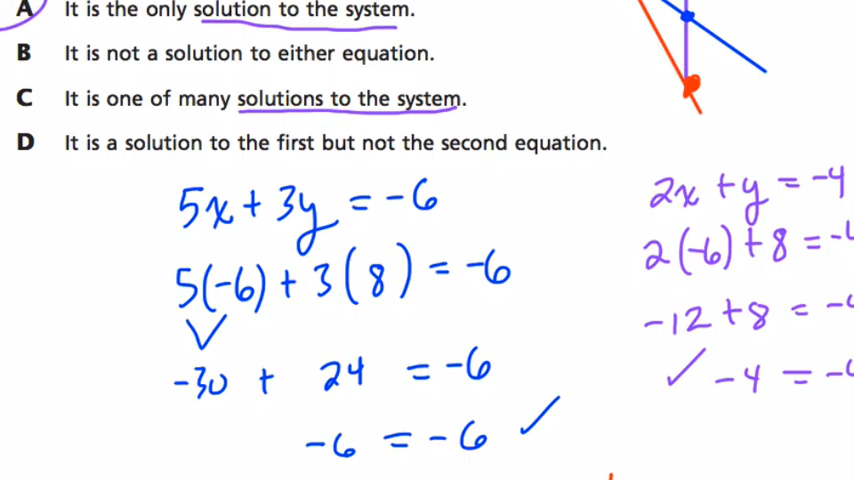 A It is the only solution to the system.
B It is not a solution to either equation.
C It is one of many solutions to the system.
D It is a solution to the first but not the second equation.
5x + 3y = -6
5(-6) + 3(8) = -6
-30 + 24 = -6
-6 = -6 ✓
2x + y = -4
2(-6) + 8 =
-12 + 8 =
✓ -4 =